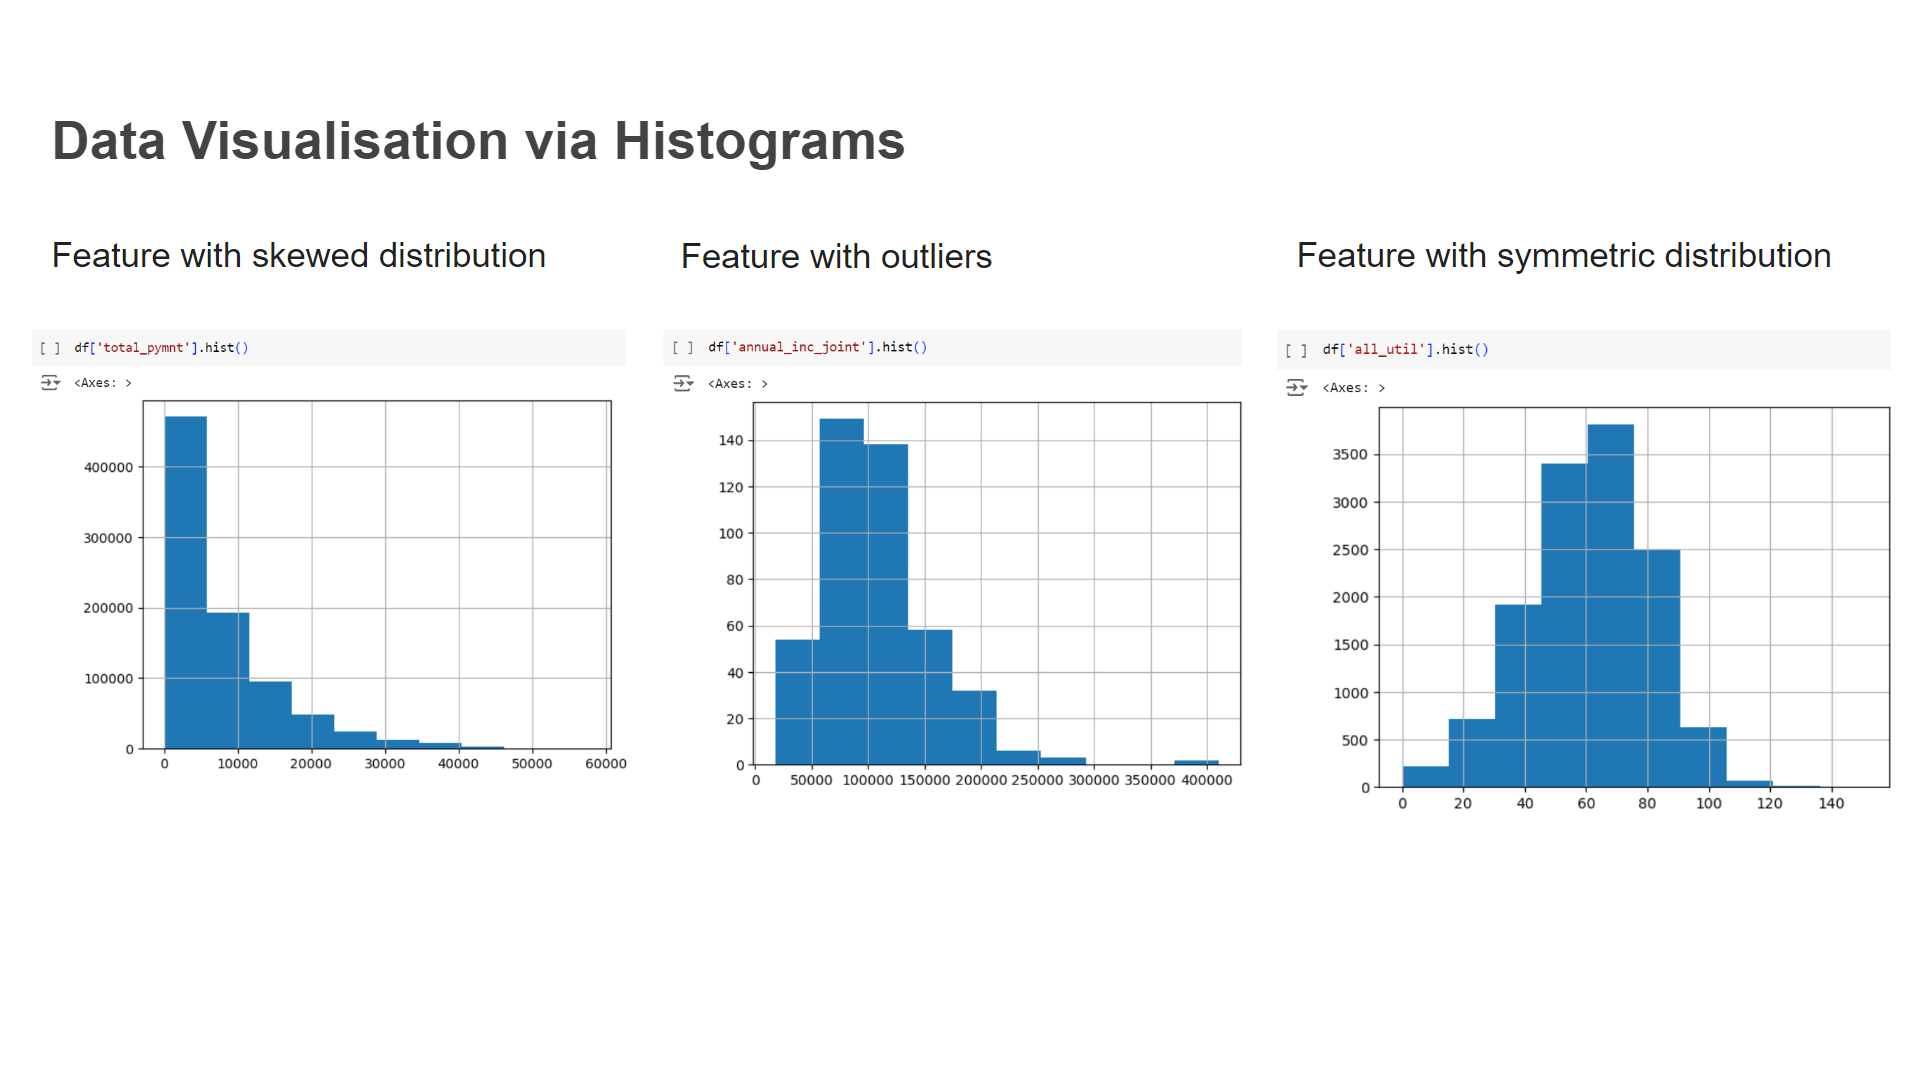 Data Visualisation via Histograms
Feature with skewed distribution
[ ] df['total_pymnt'].hist()
<Axes: >
400000
300000
200000
100000
0
0 10000 20000 30000 40000 50000 60000
Feature with outliers
[ ] df['annual_inc_joint'].hist()
<Axes: >
140
120
100
80
60
40
20
0
0 50000 100000 150000 200000 250000 300000 350000 400000
Feature with symmetric distribution
[ ] df['all_util'].hist()
<Axes: >
3500
3000
2500
2000
1500
1000
500
0
0 20 40 60 80 100 120 140